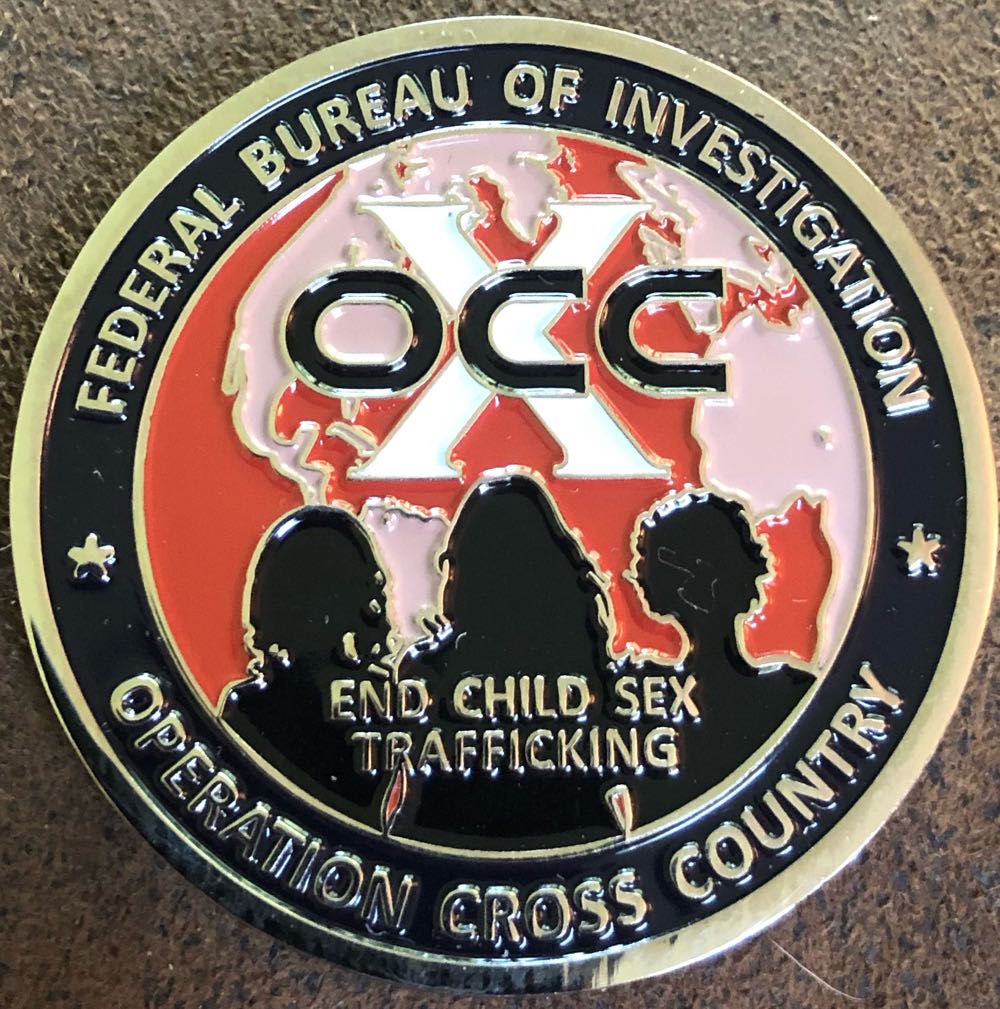 FEDERAL BUREAU OF INVESTIGATION
X
OCC
END CHILD SEX
TRAFFICKING
OPERATION CROSS COUNTRY